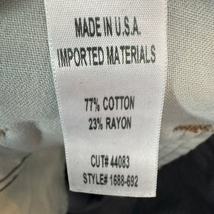 MADE IN U.S.A.
IMPORTED MATERIALS
77% COTTON
23% RAYON
CUT# 44083
STYLE# 1688-692